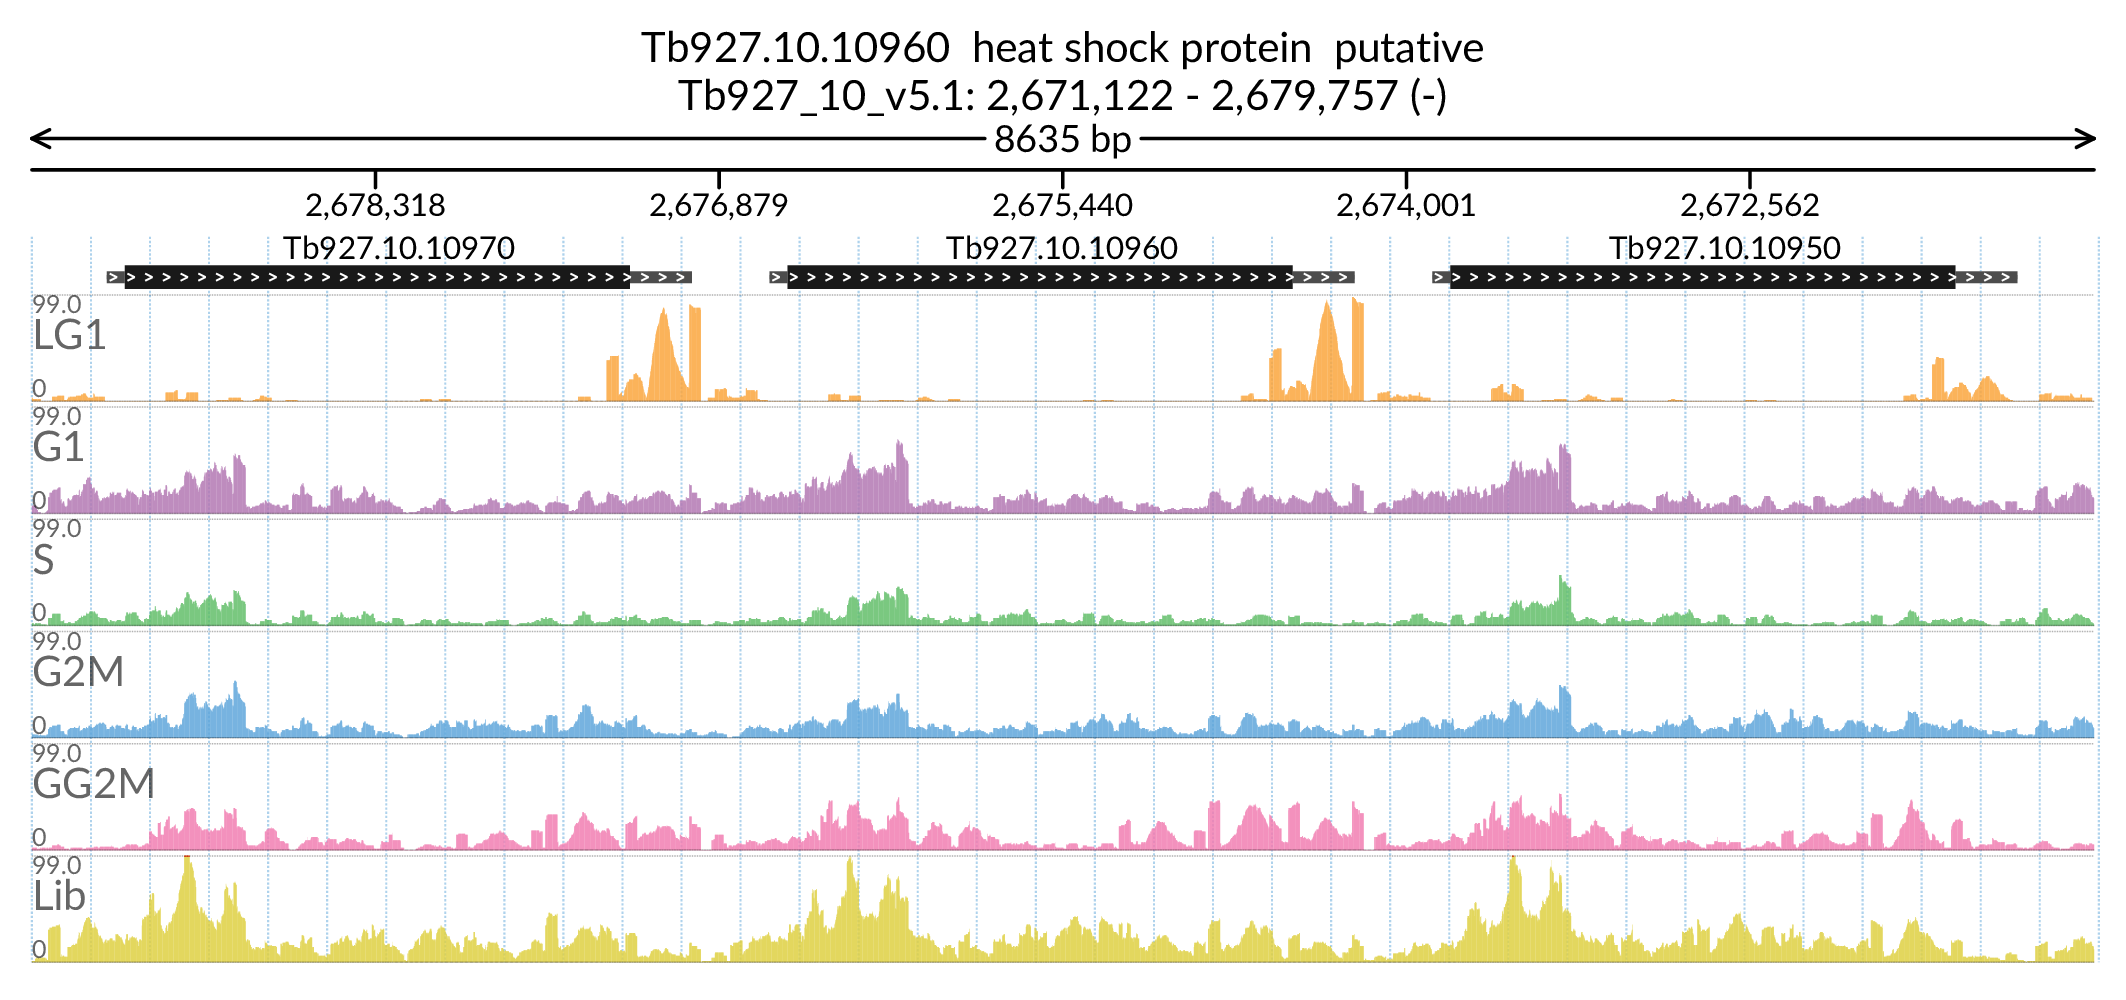 Tb927.10.10960 heat shock protein putative
Tb927_10_v5.1: 2,671,122 - 2,679,757 (-)
8635 bp
2,678,318 2,676,879 2,675,440 2,674,001 2,672,562
Tb927.10.10970 Tb927.10.10960 Tb927.10.10950
99.0
LG1
0
99.0
G1
0
99.0
S
0
99.0
G2M
0
99.0
GG2M
0
99.0
Lib
0